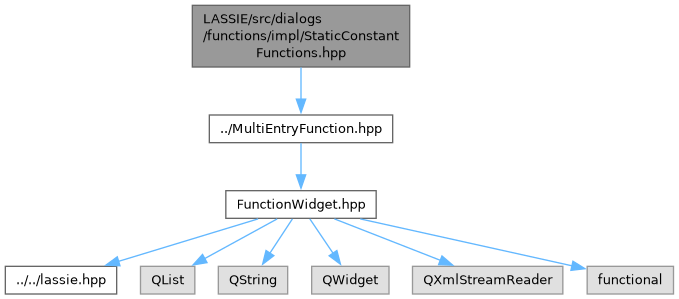 LASSIE/src/dialogs
/functions/impl/StaticConstant
Functions.hpp
../MultiEntryFunction.hpp
FunctionWidget.hpp
../../lassie.hpp
QList
QString
QWidget
QXmlStreamReader
functional